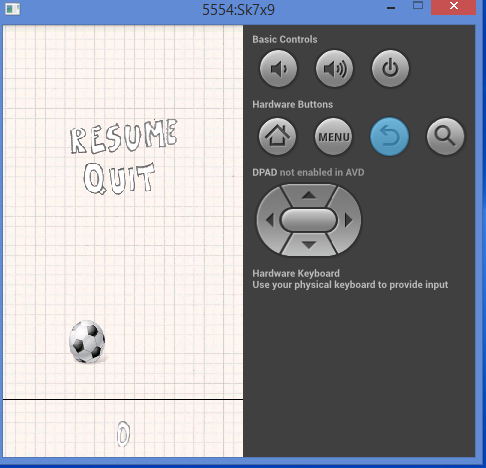 5554:Sk7x9
RESUME
QUIT
0
Basic Controls
Hardware Buttons
MENU
DPAD not enabled in AVD
Hardware Keyboard
Use your physical keyboard to provide input